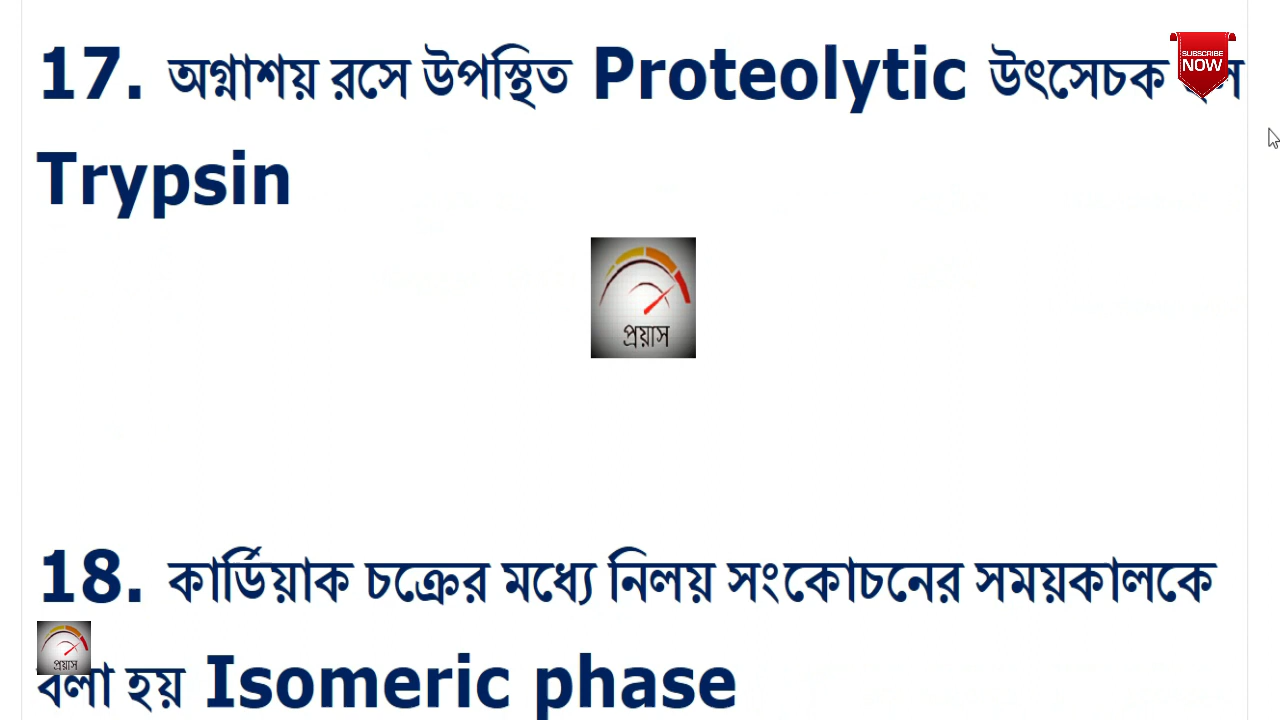 17. অগ্নাশয় রসে উপস্থিত Proteolytic উৎসেচক
SUBSCRIBE
NOW
Trypsin
প্রয়াস
18. কার্ডিয়াক চক্রের মধ্যে নিলয় সংকোচনের সময়কালকে
প্রয়াস
বলা হয় Isomeric phase